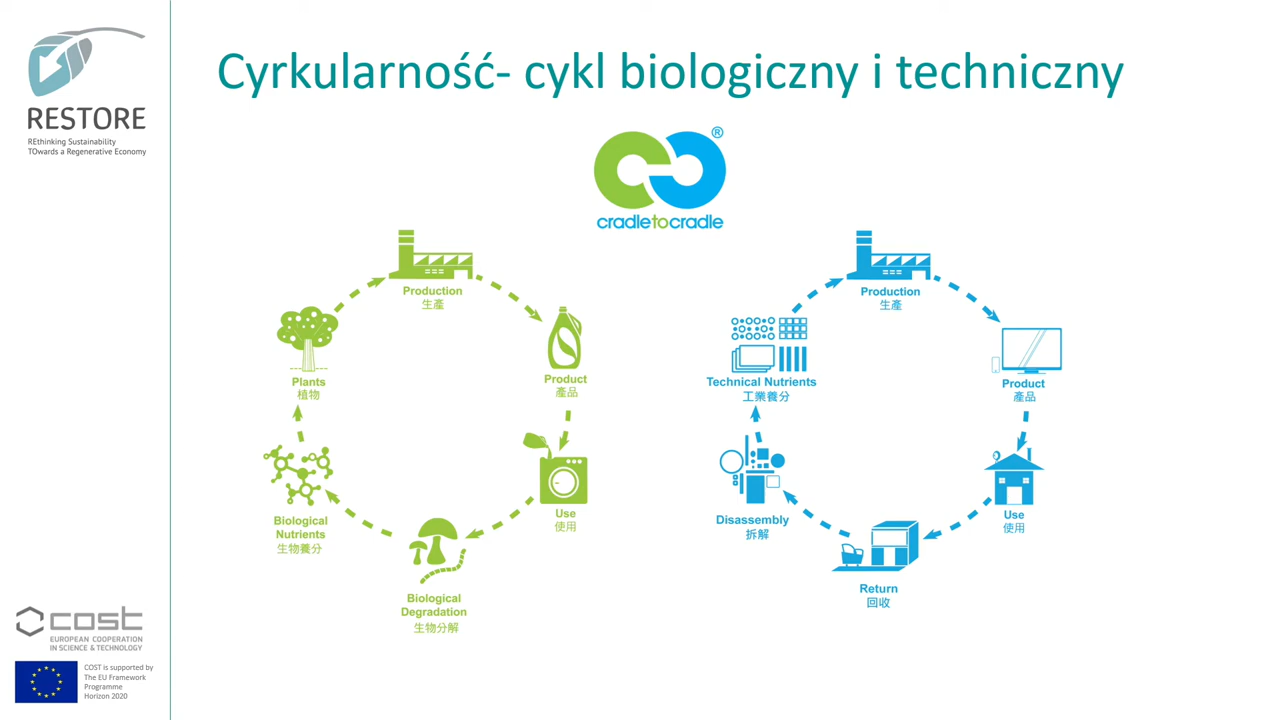 RESTORE
REthinking Sustainability
TOwards a Regenerative Economy
Cyrkularność- cykl biologiczny i techniczny
®
cradletocradle
Production
生產
Product
產品
Use
使用
Biological
Degradation
生物分解
Biological
Nutrients
生物養分
Plants
植物
Production
生產
Product
產品
Use
使用
Return
回收
Disassembly
拆解
Technical Nutrients
工業養分
cost
EUROPEAN COOPERATION
IN SCIENCE & TECHNOLOGY
COST is supported by
The EU Framework
Programme
Horizon 2020